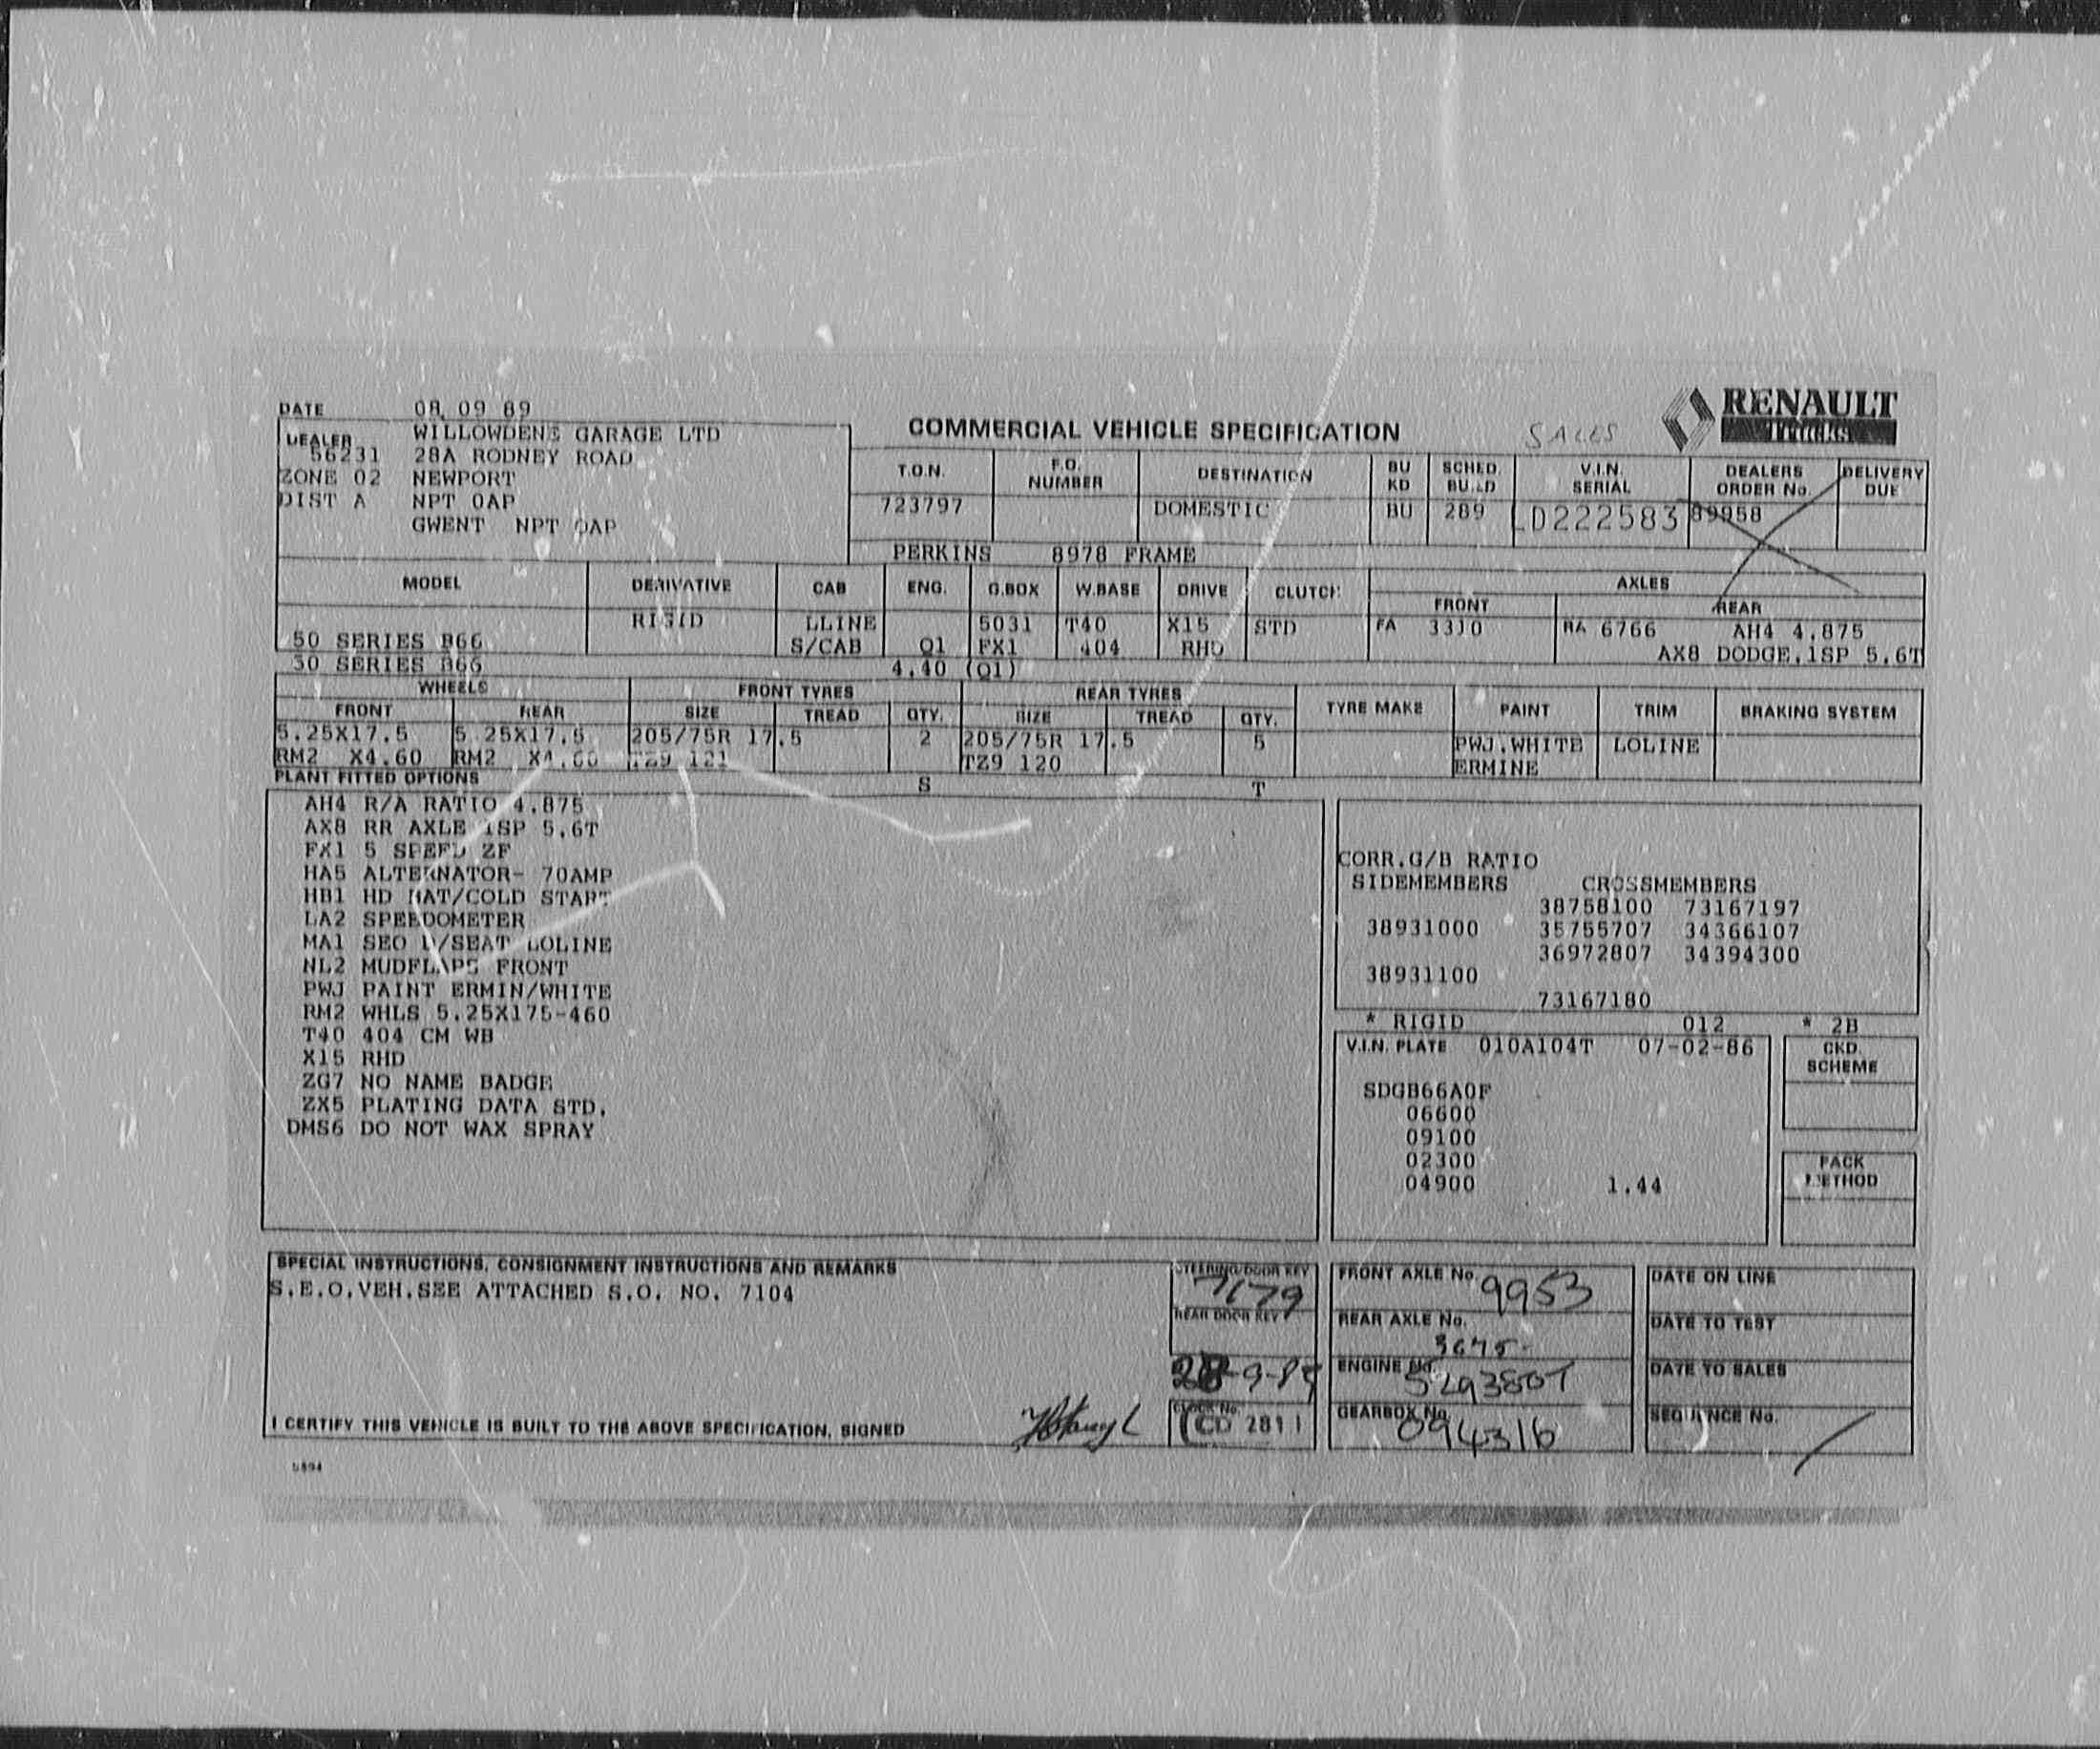 DATE 08 09 89
DEALER WILLOWDENE GARAGE LTD
56231 28A RODNEY ROAD
ZONE 02 NEWPORT
DIST A NPT 0AP
GWENT NPT 0AP
COMMERCIAL VEHICLE SPECIFICATION
SALES
RENAULT
TRUCKS
T.O.N. F.O. NUMBER DESTINATION BU KD SCHED. BUILD V.I.N. SERIAL DEALERS ORDER No. DELIVERY DUE
723797 DOMESTIC BU 289 LD222583 89958
PERKINS 8978 FRAME
MODEL DERIVATIVE CAB ENG. G.BOX W.BASE DRIVE CLUTCH AXLES
FRONT REAR
RIGID LLINE 5031 T40 X15 STD FA 3310 RA 6766 AH4 4.875
50 SERIES B66 S/CAB Q1 FX1 404 RHD AX8 DODGE.1SP 5.6T
50 SERIES B66 4.40 (Q1)
WHEELS FRONT TYRES REAR TYRES TYRE MAKE PAINT TRIM BRAKING SYSTEM
FRONT REAR SIZE TREAD QTY. SIZE TREAD QTY.
5.25X17.5 5.25X17.5 205/75R 17.5 2 205/75R 17.5 5 PWJ.WHITE LOLINE
RM2 X4.60 RM2 X4.60 TZ9 121 TZ9 120 ERMINE
PLANT FITTED OPTIONS S T
AH4 R/A RATIO 4.875
AX8 RR AXLE 1SP 5.6T
FX1 5 SPEED ZF
HA5 ALTERNATOR- 70AMP
HB1 HD BAT/COLD START
LA2 SPEEDOMETER
MA1 SEO D/SEAT LOLINE
NL2 MUDFLAPS FRONT
PWJ PAINT ERMIN/WHITE
RM2 WHLS 5.25X175-460
T40 404 CM WB
X15 RHD
ZG7 NO NAME BADGE
ZX5 PLATING DATA STD.
DMS6 DO NOT WAX SPRAY
CORR.G/B RATIO
SIDEMEMBERS CROSSMEMBERS
38758100 73167197
38931000 35755707 34366107
36972807 34394300
38931100
73167180
* RIGID 012 * 2B
V.I.N. PLATE 010A104T 07-02-86
CKD. SCHEME
SDGB66A0F
06600
09100
02300
04900 1.44
PACK METHOD
SPECIAL INSTRUCTIONS, CONSIGNMENT INSTRUCTIONS AND REMARKS
S.E.O.VEH.SEE ATTACHED S.O. NO. 7104
STEERING/DOOR KEY
7179
REAR DOOR KEY
28-9-89
CLOCK No.
CD 2811
FRONT AXLE No. 9953
REAR AXLE No.
3675
ENGINE No.
GEARBOX No.
094316
DATE ON LINE
DATE TO TEST
DATE TO SALES
SEQUENCE No.
I CERTIFY THIS VEHICLE IS BUILT TO THE ABOVE SPECIFICATION, SIGNED